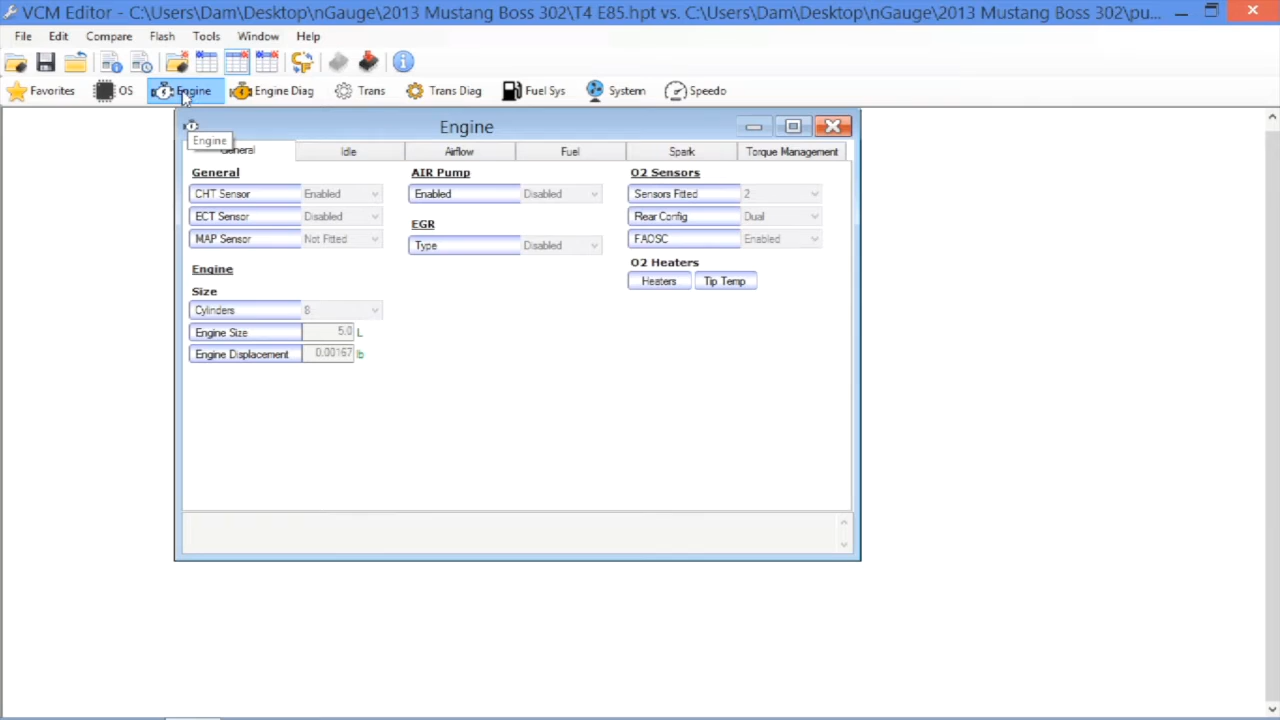 VCM Editor - C:\Users\Dam\Desktop\nGauge\2013 Mustang Boss 302\T4 E85.hpt vs. C:\Users\Dam\Desktop\nGauge\2013 Mustang Boss 302\pu...
File Edit Compare Flash Tools Window Help
Favorites OS Engine Engine Diag Trans Trans Diag Fuel Sys System Speedo
Engine
Engine
General Idle Airflow Fuel Spark Torque Management
General AIR Pump O2 Sensors
CHT Sensor Enabled Enabled Disabled Sensors Fitted 2
ECT Sensor Disabled EGR Rear Config Dual
MAP Sensor Not Fitted Type Disabled FAOSC Enabled
Engine O2 Heaters
Size Heaters Tip Temp
Cylinders 8
Engine Size 5.0 L
Engine Displacement 0.00167 lb